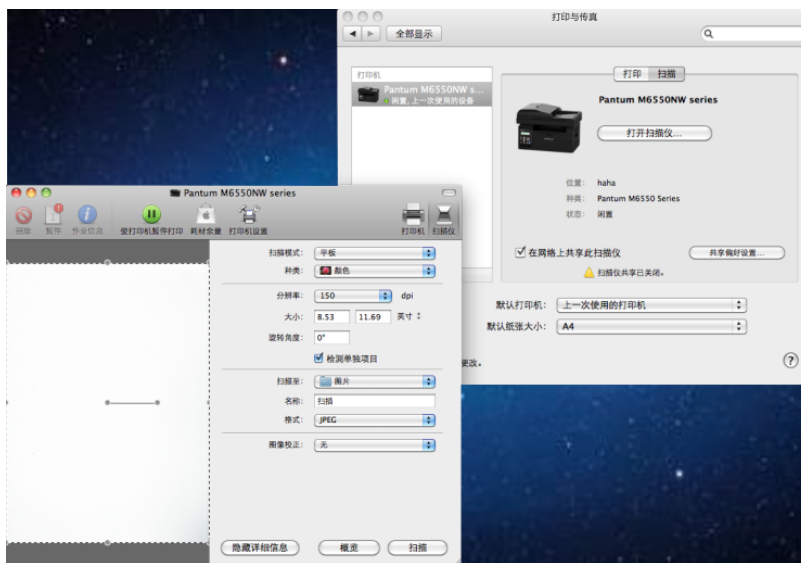 打印与传真
全部显示
打印机
Pantum M6550NW s...
闲置, 上一次使用的设备
打印 扫描
Pantum M6550NW series
打开扫描仪...
位置: haha
种类: Pantum M6550 Series
状态: 闲置
在网络上共享此扫描仪
共享偏好设置...
扫描仪共享已关闭。
默认打印机: 上一次使用的打印机
默认纸张大小: A4
更改。
?
Pantum M6550NW series
删除 暂停 作业信息 使打印机暂停打印 耗材余量 打印机设置 打印机 扫描仪
扫描模式: 平板
种类: 颜色
分辨率: 150 dpi
大小: 8.53 11.69 英寸
旋转角度: 0°
检测单独项目
扫描至: 图片
名称: 扫描
格式: JPEG
图像校正: 无
隐藏详细信息 概览 扫描